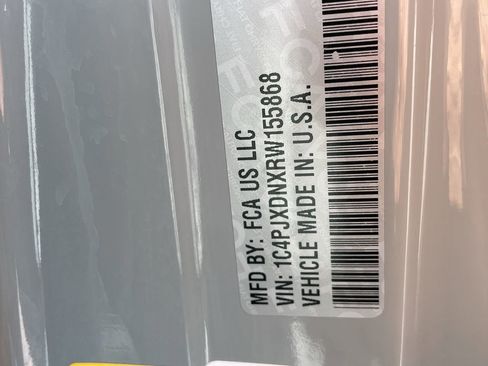 MFD BY: FCA US LLC
VIN: 1C4PJXDNXRW155868
VEHICLE MADE IN: U.S.A.